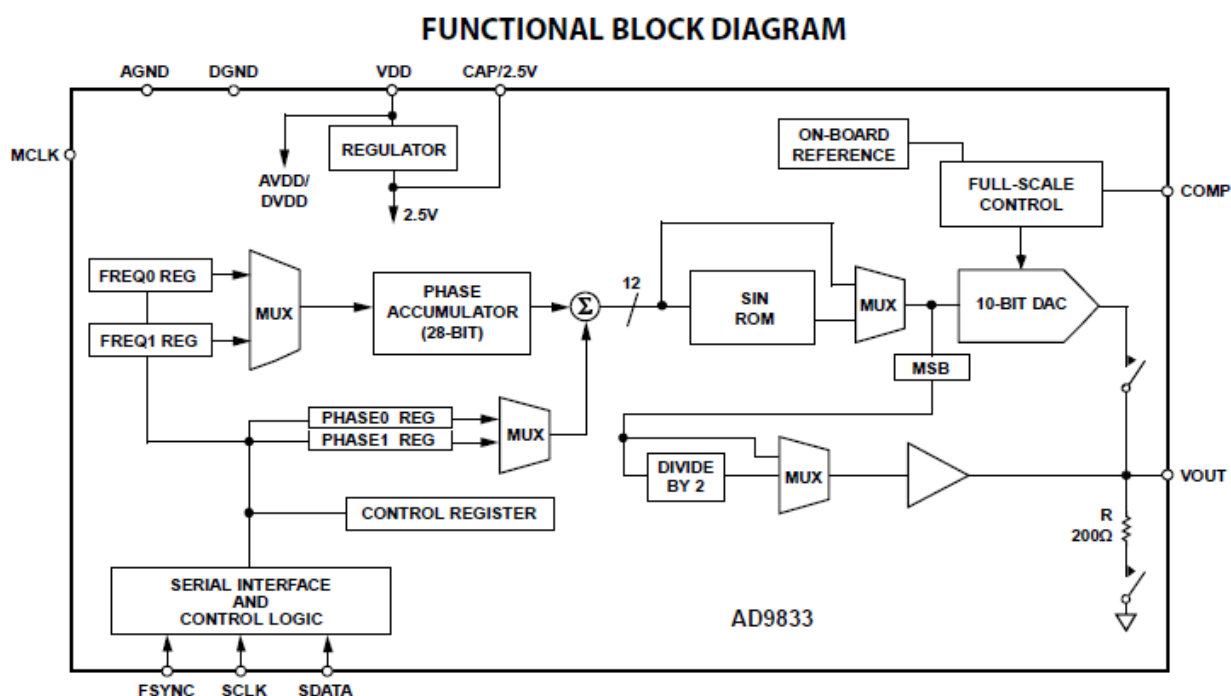 FUNCTIONAL BLOCK DIAGRAM
AGND
DGND
VDD
CAP/2.5V
MCLK
REGULATOR
AVDD/
DVDD
2.5V
ON-BOARD
REFERENCE
FULL-SCALE
CONTROL
COMP
FREQ0 REG
FREQ1 REG
MUX
PHASE
ACCUMULATOR
(28-BIT)
Σ
12
SIN
ROM
MUX
10-BIT DAC
MSB
PHASE0 REG
PHASE1 REG
MUX
DIVIDE
BY 2
MUX
VOUT
R
200Ω
CONTROL REGISTER
SERIAL INTERFACE
AND
CONTROL LOGIC
AD9833
FSYNC
SCLK
SDATA